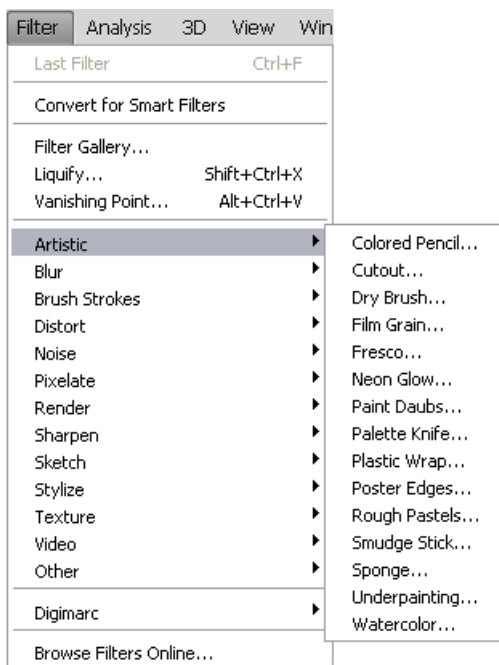 Filter Analysis 3D View Win
Last Filter Ctrl+F
Convert for Smart Filters
Filter Gallery...
Liquify... Shift+Ctrl+X
Vanishing Point... Alt+Ctrl+V
Artistic
Blur
Brush Strokes
Distort
Noise
Pixelate
Render
Sharpen
Sketch
Stylize
Texture
Video
Other
Digimarc
Browse Filters Online...
Colored Pencil...
Cutout...
Dry Brush...
Film Grain...
Fresco...
Neon Glow...
Paint Daubs...
Palette Knife...
Plastic Wrap...
Poster Edges...
Rough Pastels...
Smudge Stick...
Sponge...
Underpainting...
Watercolor...